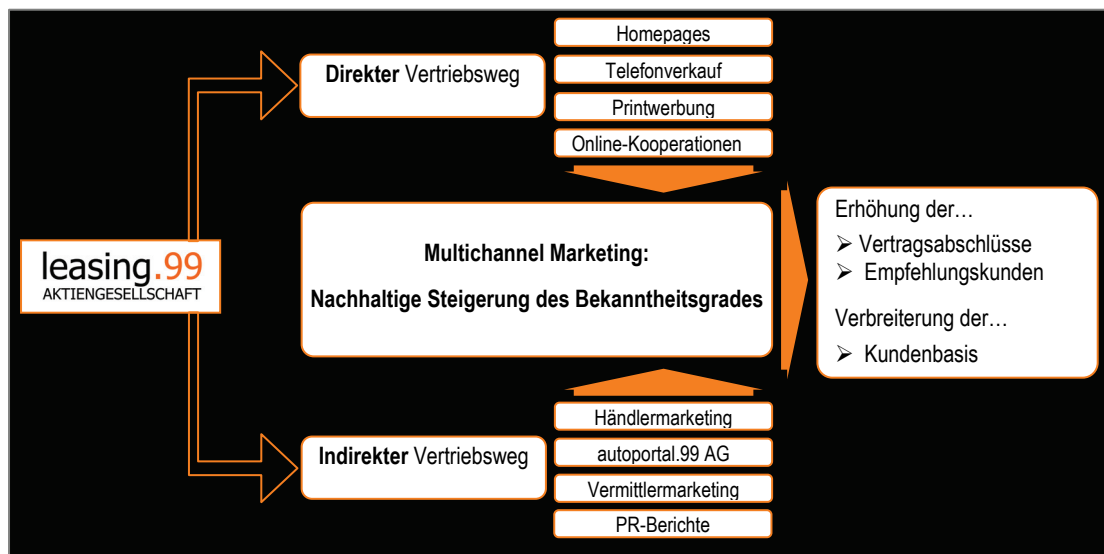 Homepages
Direkter Vertriebsweg
Telefonverkauf
Printwerbung
Online-Kooperationen
leasing.99
AKTIENGESELLSCHAFT
Multichannel Marketing:
Nachhaltige Steigerung des Bekanntheitsgrades
Erhöhung der…
➢ Vertragsabschlüsse
➢ Empfehlungskunden
Verbreiterung der…
➢ Kundenbasis
Händlermarketing
Indirekter Vertriebsweg
autoportal.99 AG
Vermittlermarketing
PR-Berichte